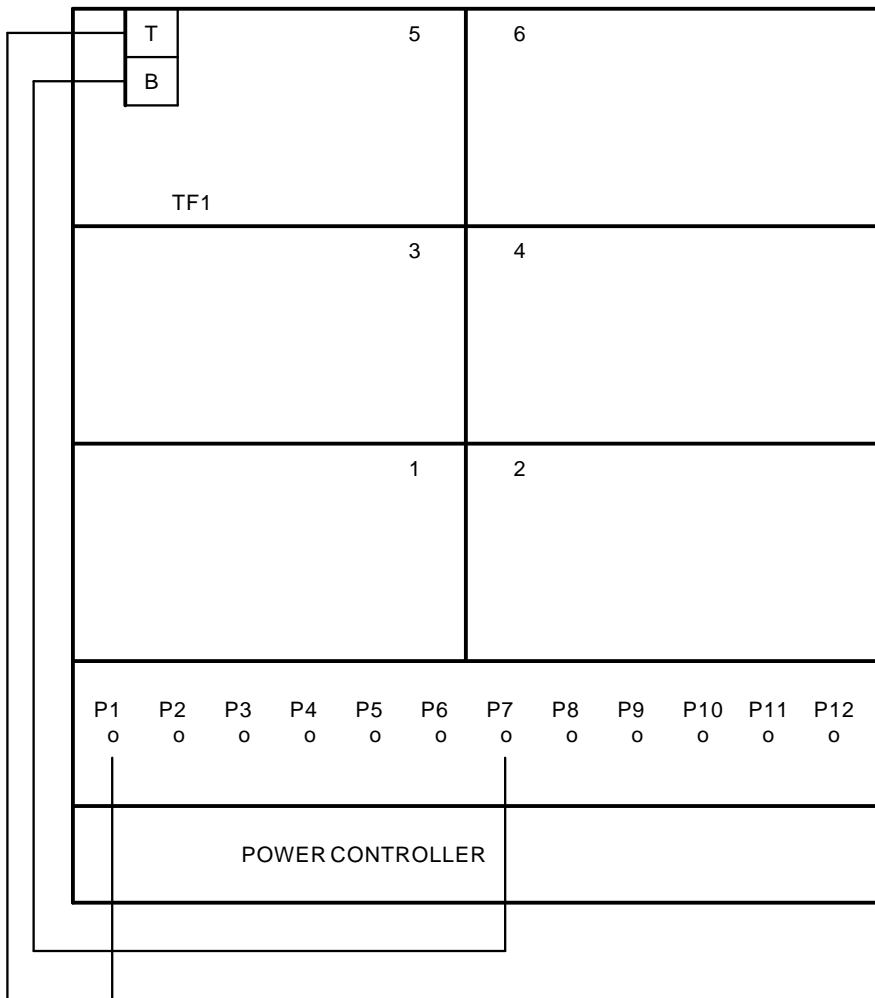 T 5 6
B
TF1
3 4
1 2
P1 P2 P3 P4 P5 P6 P7 P8 P9 P10 P11 P12
o o o o o o o o o o o o
POWER CONTROLLER